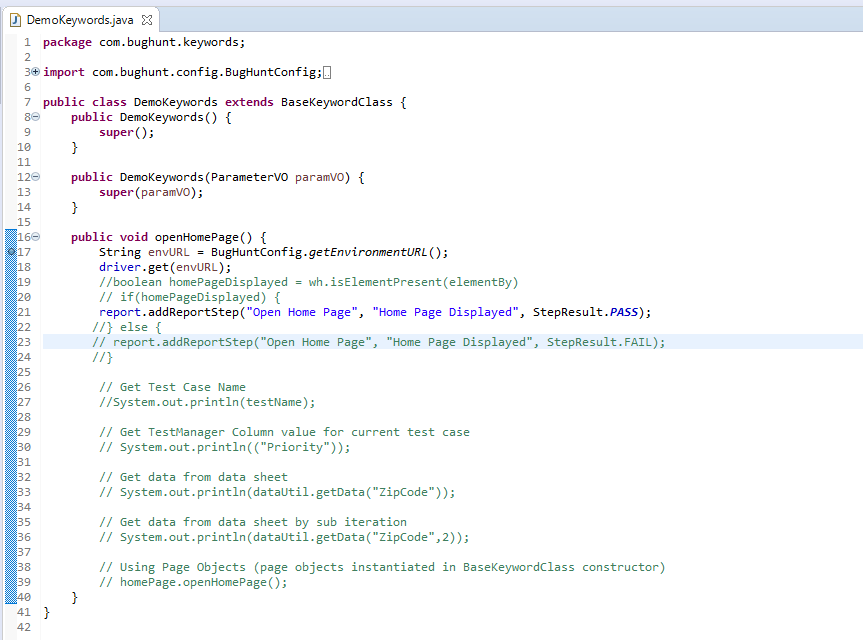 DemoKeywords.java
1 package com.bughunt.keywords;
2
3 import com.bughunt.config.BugHuntConfig;
6
7 public class DemoKeywords extends BaseKeywordClass {
8     public DemoKeywords() {
9         super();
10     }
11
12     public DemoKeywords(ParameterVO paramVO) {
13         super(paramVO);
14     }
15
16     public void openHomePage() {
17         String envURL = BugHuntConfig.getEnvironmentURL();
18         driver.get(envURL);
19         //boolean homePageDisplayed = wh.isElementPresent(elementBy)
20         // if(homePageDisplayed) {
21         report.addReportStep("Open Home Page", "Home Page Displayed", StepResult.PASS);
22        //} else {
23        // report.addReportStep("Open Home Page", "Home Page Displayed", StepResult.FAIL);
24        //}
25
26         // Get Test Case Name
27         //System.out.println(testName);
28
29         // Get TestManager Column value for current test case
30         // System.out.println(("Priority"));
31
32         // Get data from data sheet
33         // System.out.println(dataUtil.getData("ZipCode"));
34
35         // Get data from data sheet by sub iteration
36         // System.out.println(dataUtil.getData("ZipCode",2));
37
38         // Using Page Objects (page objects instantiated in BaseKeywordClass constructor)
39         // homePage.openHomePage();
40     }
41 }
42